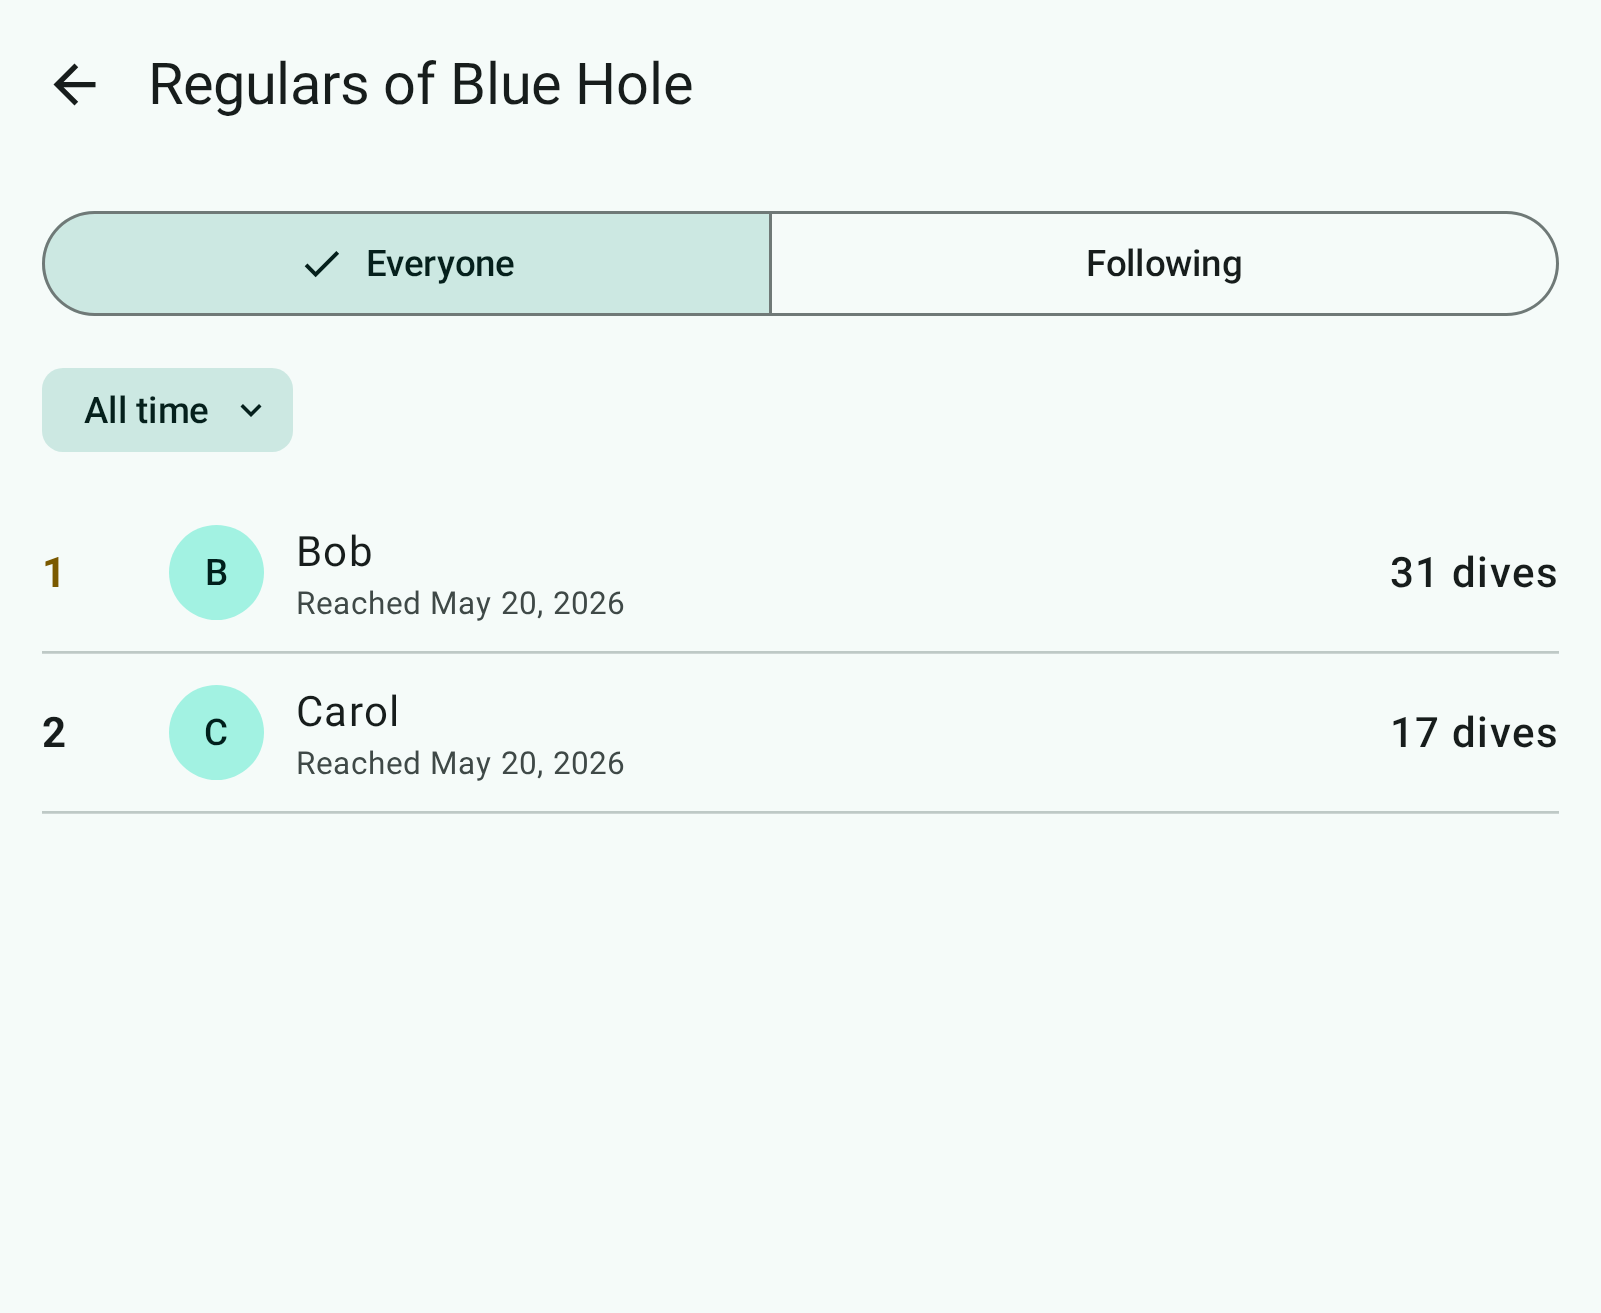 Regulars of Blue Hole
Everyone
Following
All time
1
B
Bob
Reached May 20, 2026
31 dives
2
C
Carol
Reached May 20, 2026
17 dives